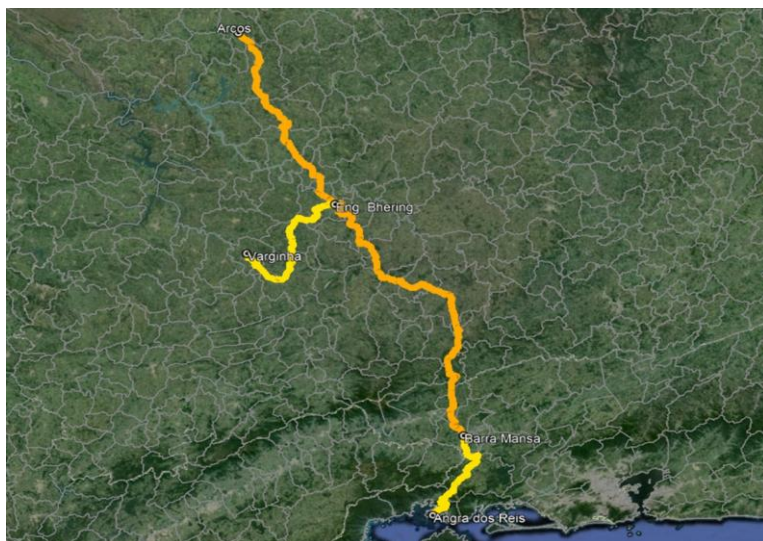 Arcos
Eng Bhering
Varginha
Barra Mansa
Angra dos Reis